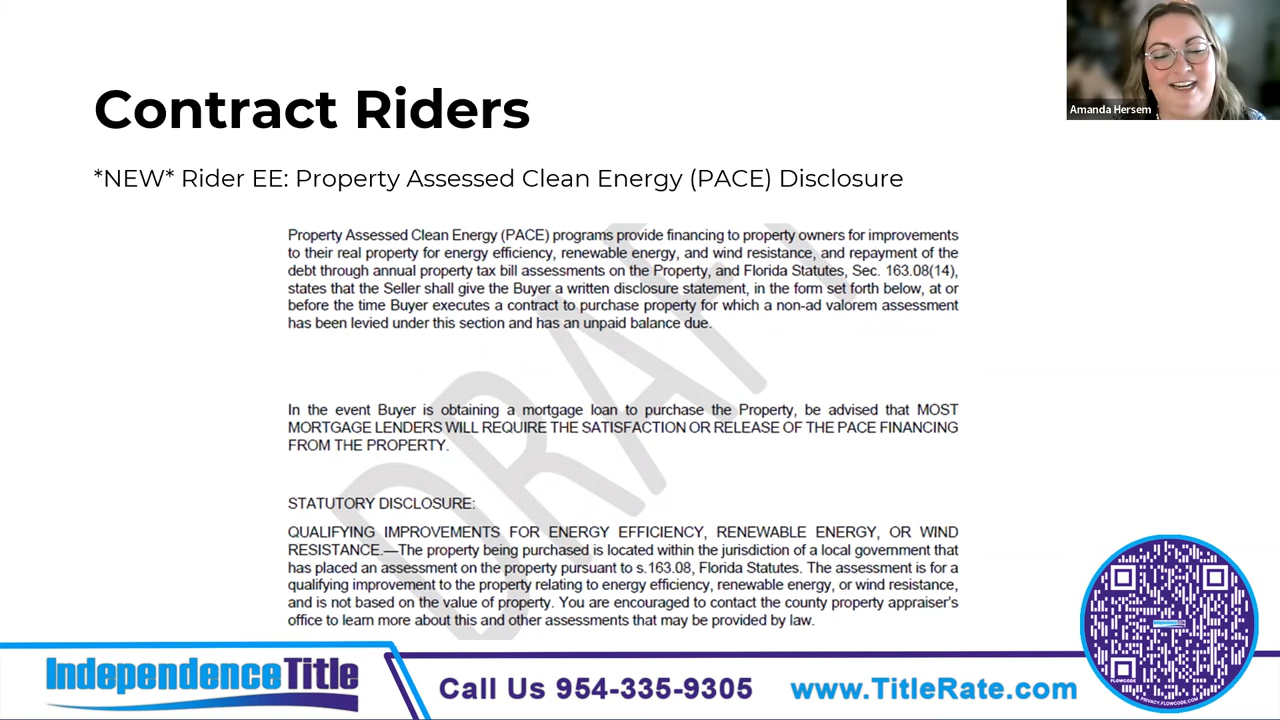 Amanda Hersem
Contract Riders
*NEW* Rider EE: Property Assessed Clean Energy (PACE) Disclosure
Property Assessed Clean Energy (PACE) programs provide financing to property owners for improvements
to their real property for energy efficiency, renewable energy, and wind resistance, and repayment of the
debt through annual property tax bill assessments on the Property, and Florida Statutes, Sec. 163.08(14),
states that the Seller shall give the Buyer a written disclosure statement, in the form set forth below, at or
before the time Buyer executes a contract to purchase property for which a non-ad valorem assessment
has been levied under this section and has an unpaid balance due.
In the event Buyer is obtaining a mortgage loan to purchase the Property, be advised that MOST
MORTGAGE LENDERS WILL REQUIRE THE SATISFACTION OR RELEASE OF THE PACE FINANCING
FROM THE PROPERTY.
STATUTORY DISCLOSURE:
QUALIFYING IMPROVEMENTS FOR ENERGY EFFICIENCY, RENEWABLE ENERGY, OR WIND
RESISTANCE.—The property being purchased is located within the jurisdiction of a local government that
has placed an assessment on the property pursuant to s.163.08, Florida Statutes. The assessment is for a
qualifying improvement to the property relating to energy efficiency, renewable energy, or wind resistance,
and is not based on the value of property. You are encouraged to contact the county property appraiser's
office to learn more about this and other assessments that may be provided by law.
DRAFT
IndependenceTitle
Call Us 954-335-9305
www.TitleRate.com
IndependenceTitle
FLOWCODE
PRIVACY.FLOWCODE.COM